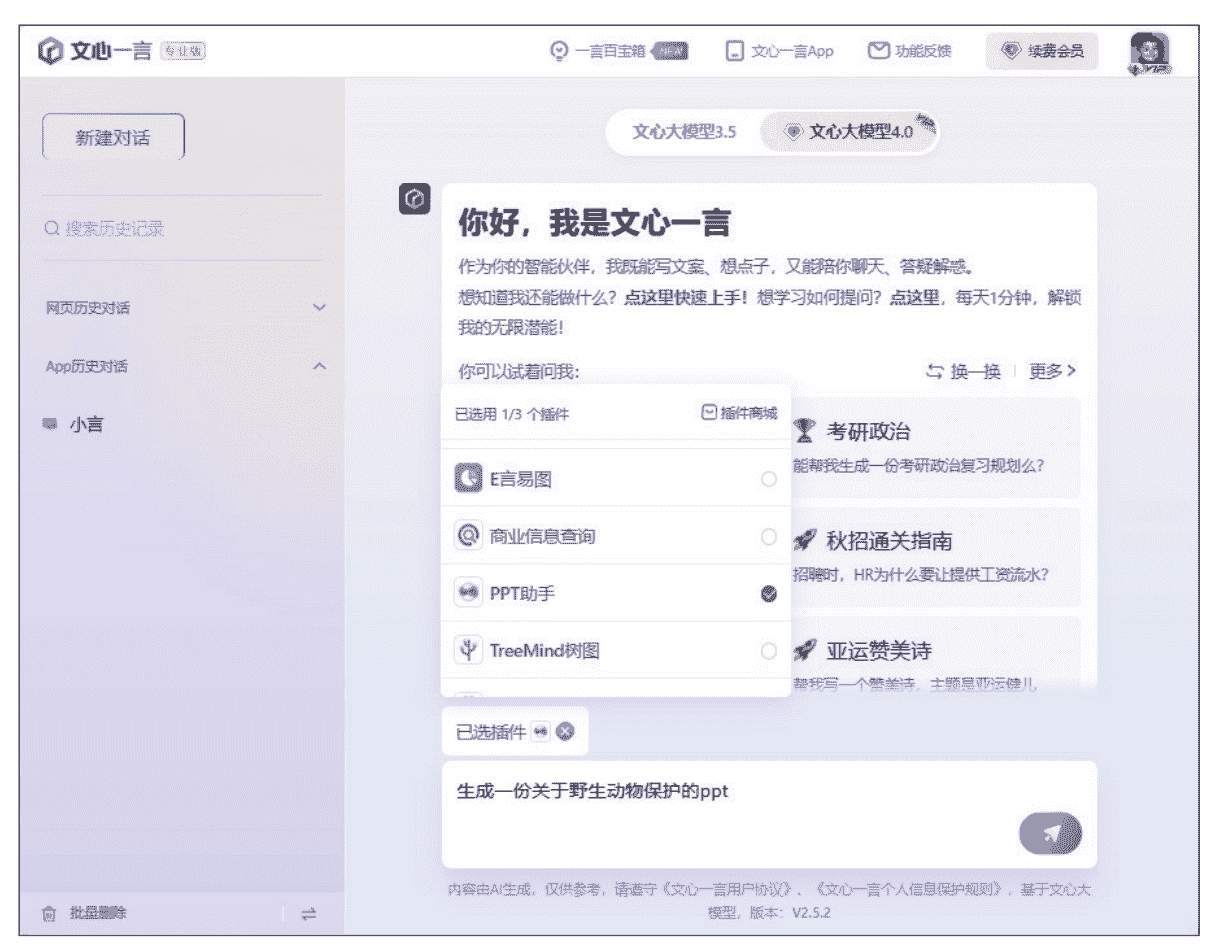 文心一言 专业版
一言百宝箱 NEW
文心一言App
功能反馈
续费会员
VIP
新建对话
搜索历史记录
网页历史对话
App历史对话
小言
批量删除
文心大模型3.5
文心大模型4.0
你好，我是文心一言
作为你的智能伙伴，我既能写文案、想点子，又能陪你聊天、答疑解惑。
想知道我还能做什么？点这里快速上手！想学习如何提问？点这里，每天1分钟，解锁
我的无限潜能！
你可以试着问我：
换一换
更多
已选用 1/3 个插件
插件商城
E言易图
商业信息查询
PPT助手
TreeMind树图
考研政治
能帮我生成一份考研政治复习规划么？
秋招通关指南
招聘时，HR为什么要让提供工资流水？
亚运赞美诗
帮我写一个赞美诗，主题是亚运健儿
已选插件
生成一份关于野生动物保护的ppt
内容由AI生成，仅供参考，请遵守《文心一言用户协议》、《文心一言个人信息保护规则》，基于文心大
模型，版本：V2.5.2